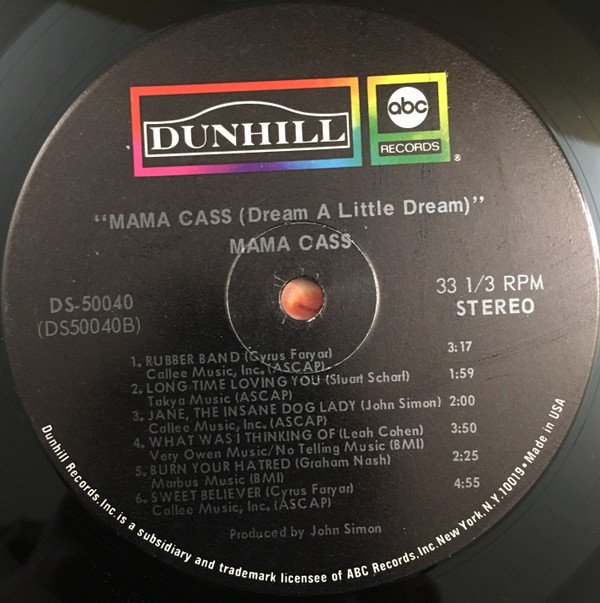 DUNHILL
abc
RECORDS
®
"MAMA CASS (Dream A Little Dream)"
MAMA CASS
DS-50040
(DS50040B)
33 1/3 RPM
STEREO
1. RUBBER BAND (Cyrus Faryar) 3:17
Callee Music, Inc. (ASCAP)
2. LONG TIME LOVING YOU (Stuart Scharf) 1:59
Takya Music (ASCAP)
3. JANE, THE INSANE DOG LADY (John Simon) 2:00
Callee Music, Inc. (ASCAP)
4. WHAT WAS I THINKING OF (Leah Cohen) 3:50
Very Owen Music/No Telling Music (BMI)
5. BURN YOUR HATRED (Graham Nash) 2:25
Marbus Music (BMI)
6. SWEET BELIEVER (Cyrus Faryar) 4:55
Callee Music, Inc. (ASCAP)
Produced by John Simon
Dunhill Records, Inc. is a subsidiary and trademark licensee of ABC Records, Inc. New York, N.Y. 10019 • Made in USA